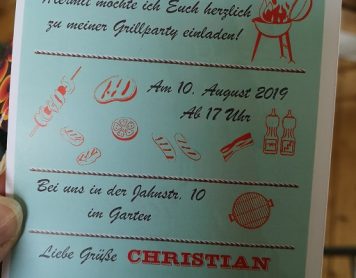 Hiermit möchte ich Euch herzlich
zu meiner Grillparty einladen!
Am 10. August 2019
Ab 17 Uhr
Bei uns in der Jahnstr. 10
im Garten
Liebe Grüße CHRISTIAN